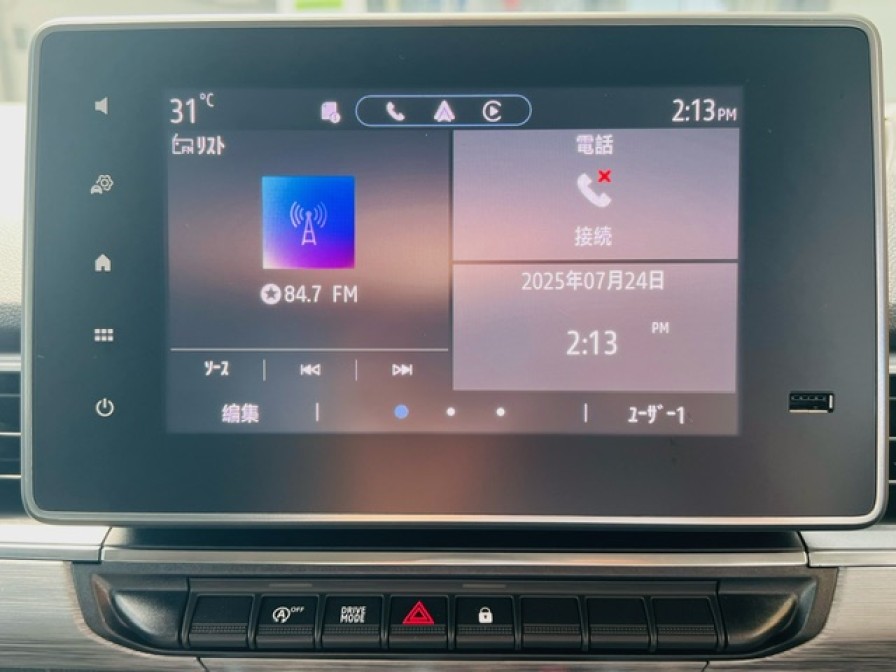 31℃
2:13PM
FM リスト
電話
接続
84.7 FM
2025年07月24日
2:13 PM
ソース
編集
ユーザー1
A OFF
DRIVE MODE